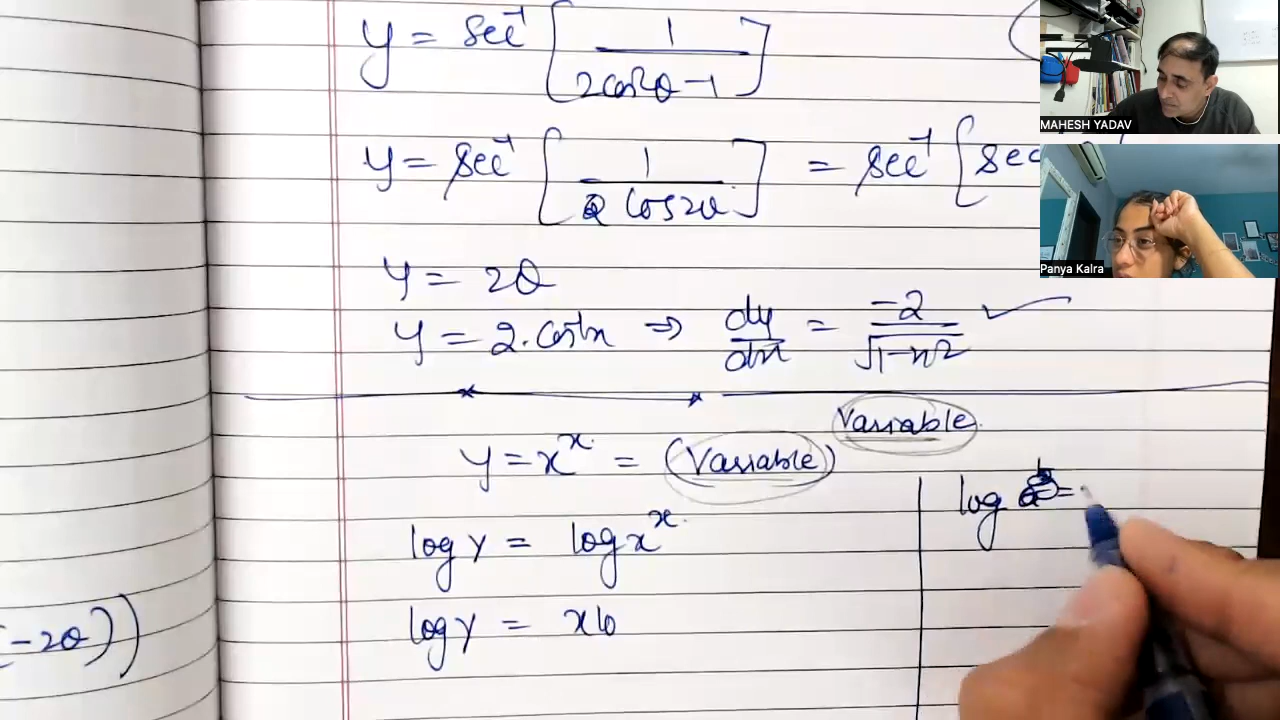 y = sec⁻¹ [ 1 / 2cos²θ - 1 ]
MAHESH YADAV
y = sec⁻¹ [ 1 / cos2θ ] = sec⁻¹ [ sec
Panya Kalra
y = 2θ
y = 2.cos⁻¹x ⇒ dy/dx = -2/√1-x² ✓
y = x^x = (Variable)^Variable
log y = log x^x
log =
log y = x lo
-2θ))